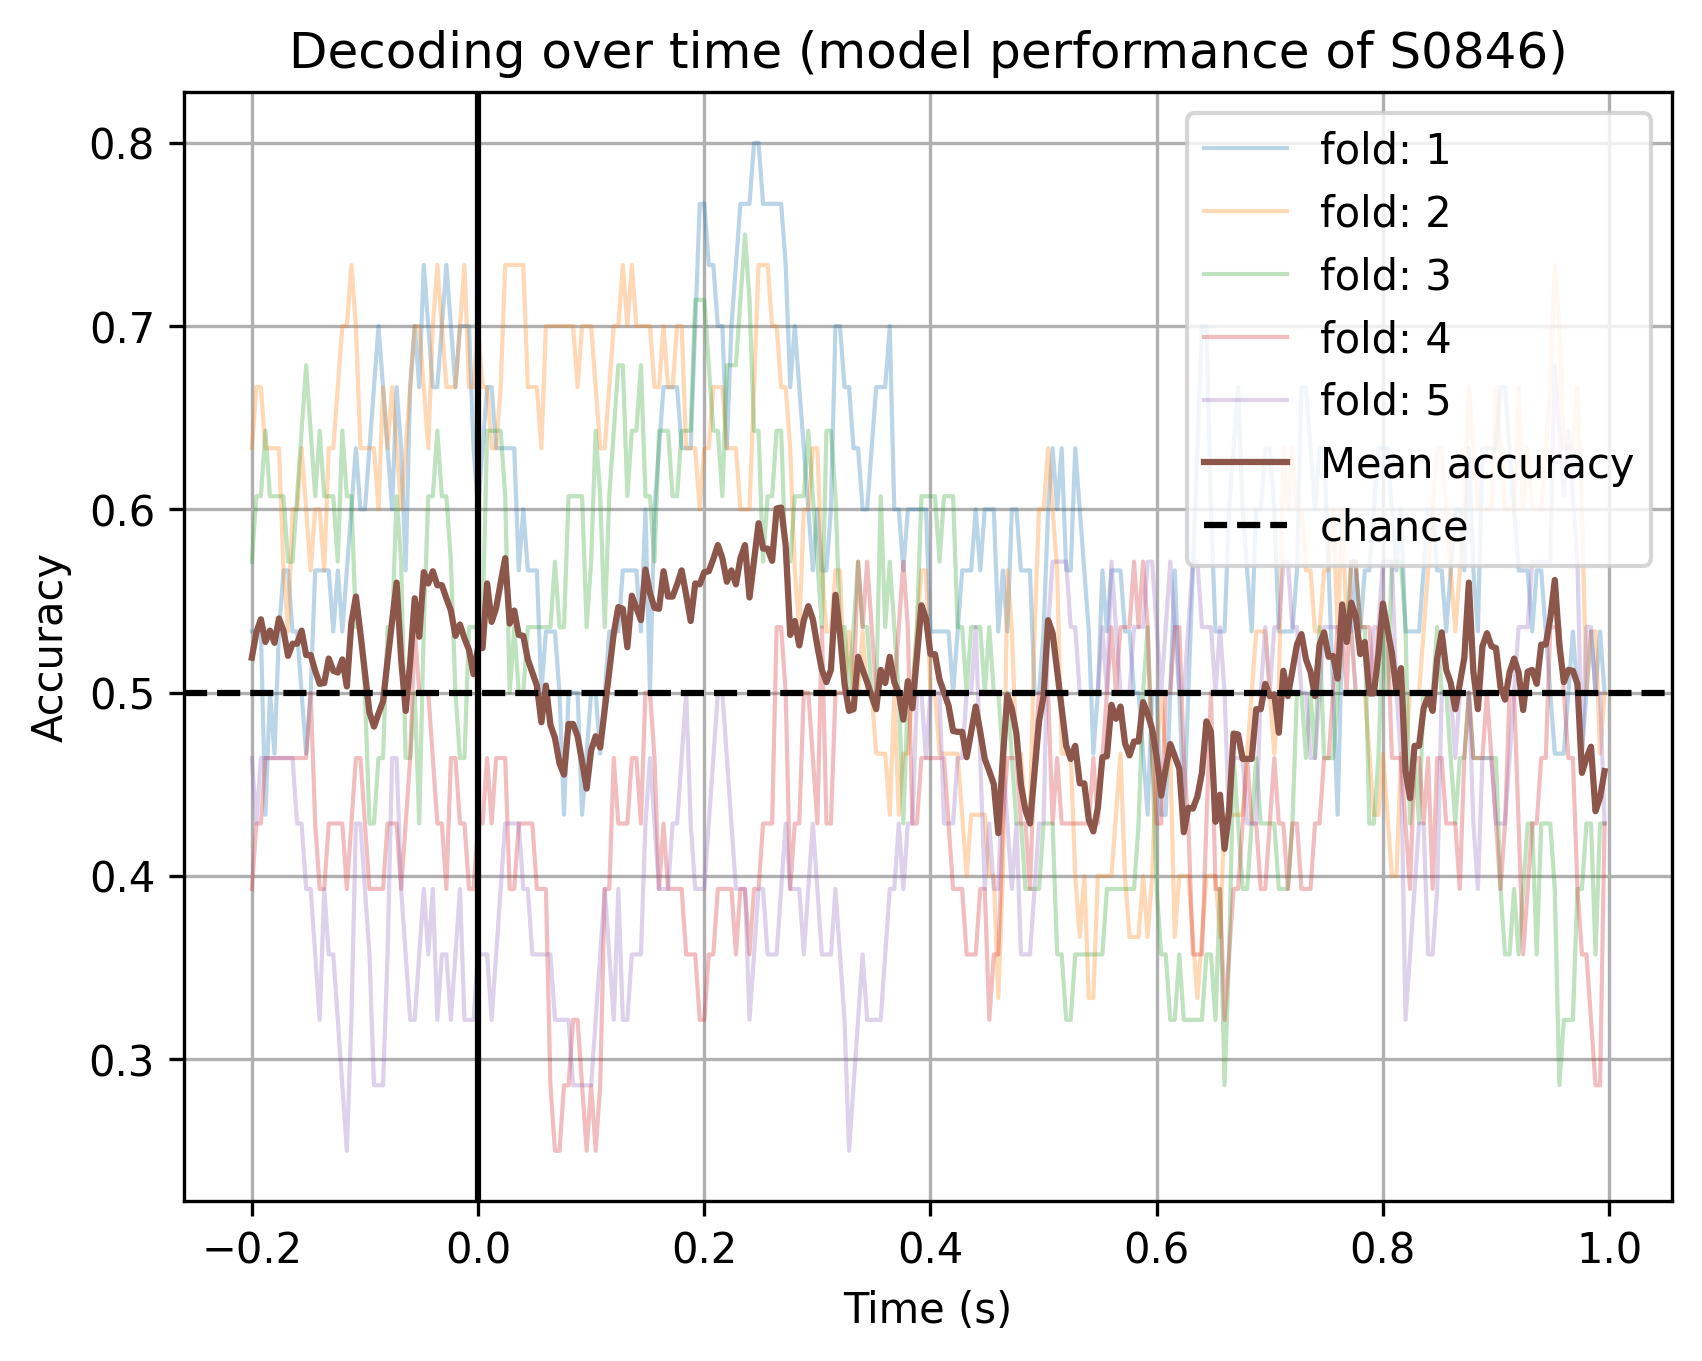 Decoding over time (model performance of S0846)
Accuracy
0.8
0.7
0.6
0.5
0.4
0.3
fold: 1
fold: 2
fold: 3
fold: 4
fold: 5
Mean accuracy
chance
−0.2
0.0
0.2
0.4
0.6
0.8
1.0
Time (s)